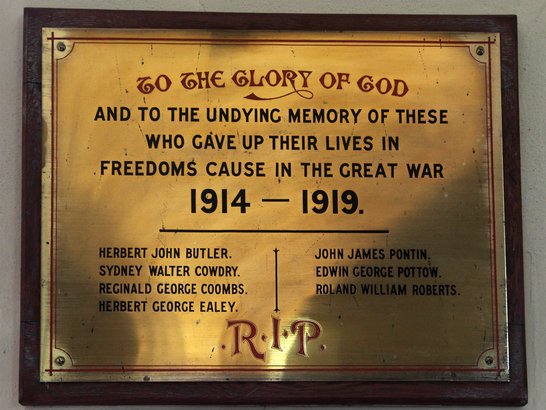 TO THE GLORY OF GOD
AND TO THE UNDYING MEMORY OF THESE
WHO GAVE UP THEIR LIVES IN
FREEDOMS CAUSE IN THE GREAT WAR
1914 — 1919.
HERBERT JOHN BUTLER.
SYDNEY WALTER COWDRY.
REGINALD GEORGE COOMBS.
HERBERT GEORGE EALEY.
JOHN JAMES PONTIN.
EDWIN GEORGE POTTOW.
ROLAND WILLIAM ROBERTS.
·R·I·P·